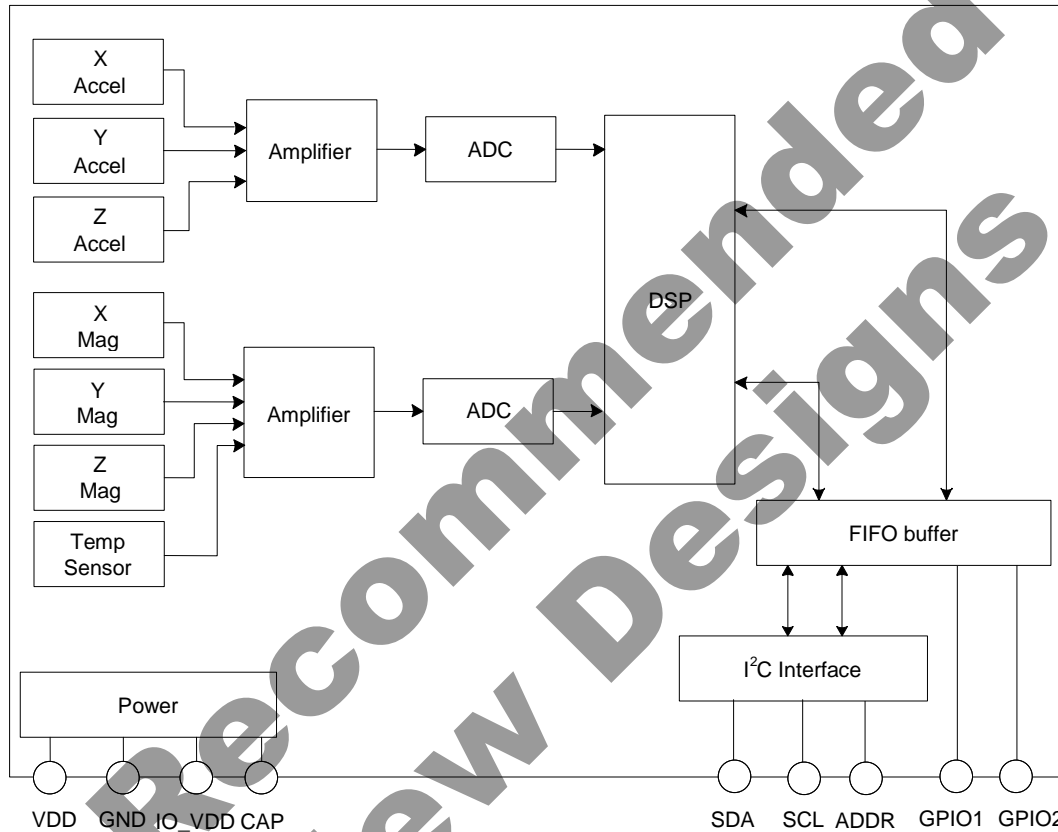 X
Accel
Y
Accel
Z
Accel
Amplifier
ADC
X
Mag
Y
Mag
Z
Mag
Temp
Sensor
Amplifier
ADC
DSP
FIFO buffer
I²C Interface
Power
VDD
GND
IO_VDD
CAP
SDA
SCL
ADDR
GPIO1
GPIO2
Recommended
Designs